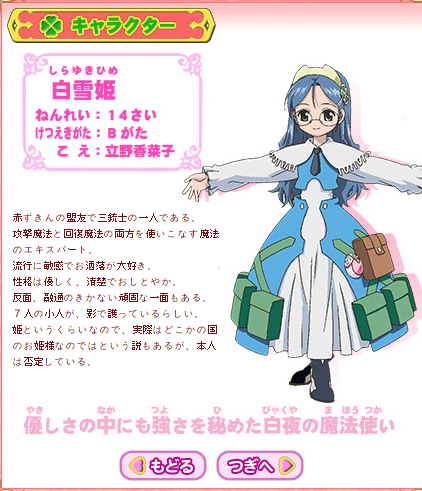 キャラクター
しらゆきひめ
白雪姫
ねんれい：14さい
けつえきがた：Bがた
こえ：立野香菜子
赤ずきんの盟友で三銃士の一人である。
攻撃魔法と回復魔法の両方を使いこなす魔法
のエキスパート。
流行に敏感でお洒落が大好き。
性格は優しく、清楚でおしとやか。
反面、融通のきかない頑固な一面もある。
７人の小人が、影で護っているらしい。
姫というくらいなので、実際はどこかの国
のお姫様なのではという説もあるが、本人
は否定している。
やさ なか つよ ひ びゃくや ま ほう つか
優しさの中にも強さを秘めた白夜の魔法使い
もどる つぎへ